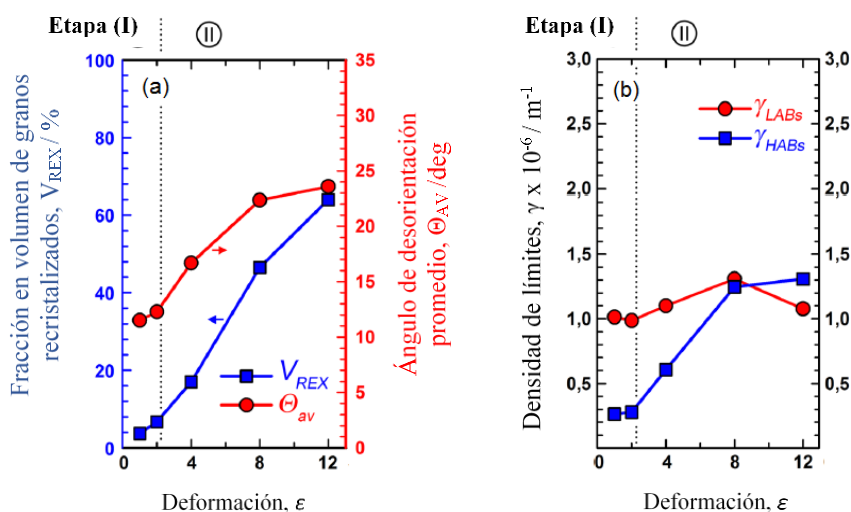 Etapa (I)
II
(a)
Fracción en volumen de granos
recristalizados, V_REX / %
100
80
60
40
20
0
35
30
25
20
15
10
5
0
Ángulo de desorientación
promedio, Θ_AV /deg
V_REX
Θ_av
0 4 8 12
Deformación, ε
Etapa (I)
II
(b)
Densidad de límites, γ x 10^-6 / m^-1
3,0
2,5
2,0
1,5
1,0
0,5
3,0
2,5
2,0
1,5
1,0
0,5
γ_LABs
γ_HABs
0 4 8 12
Deformación, ε